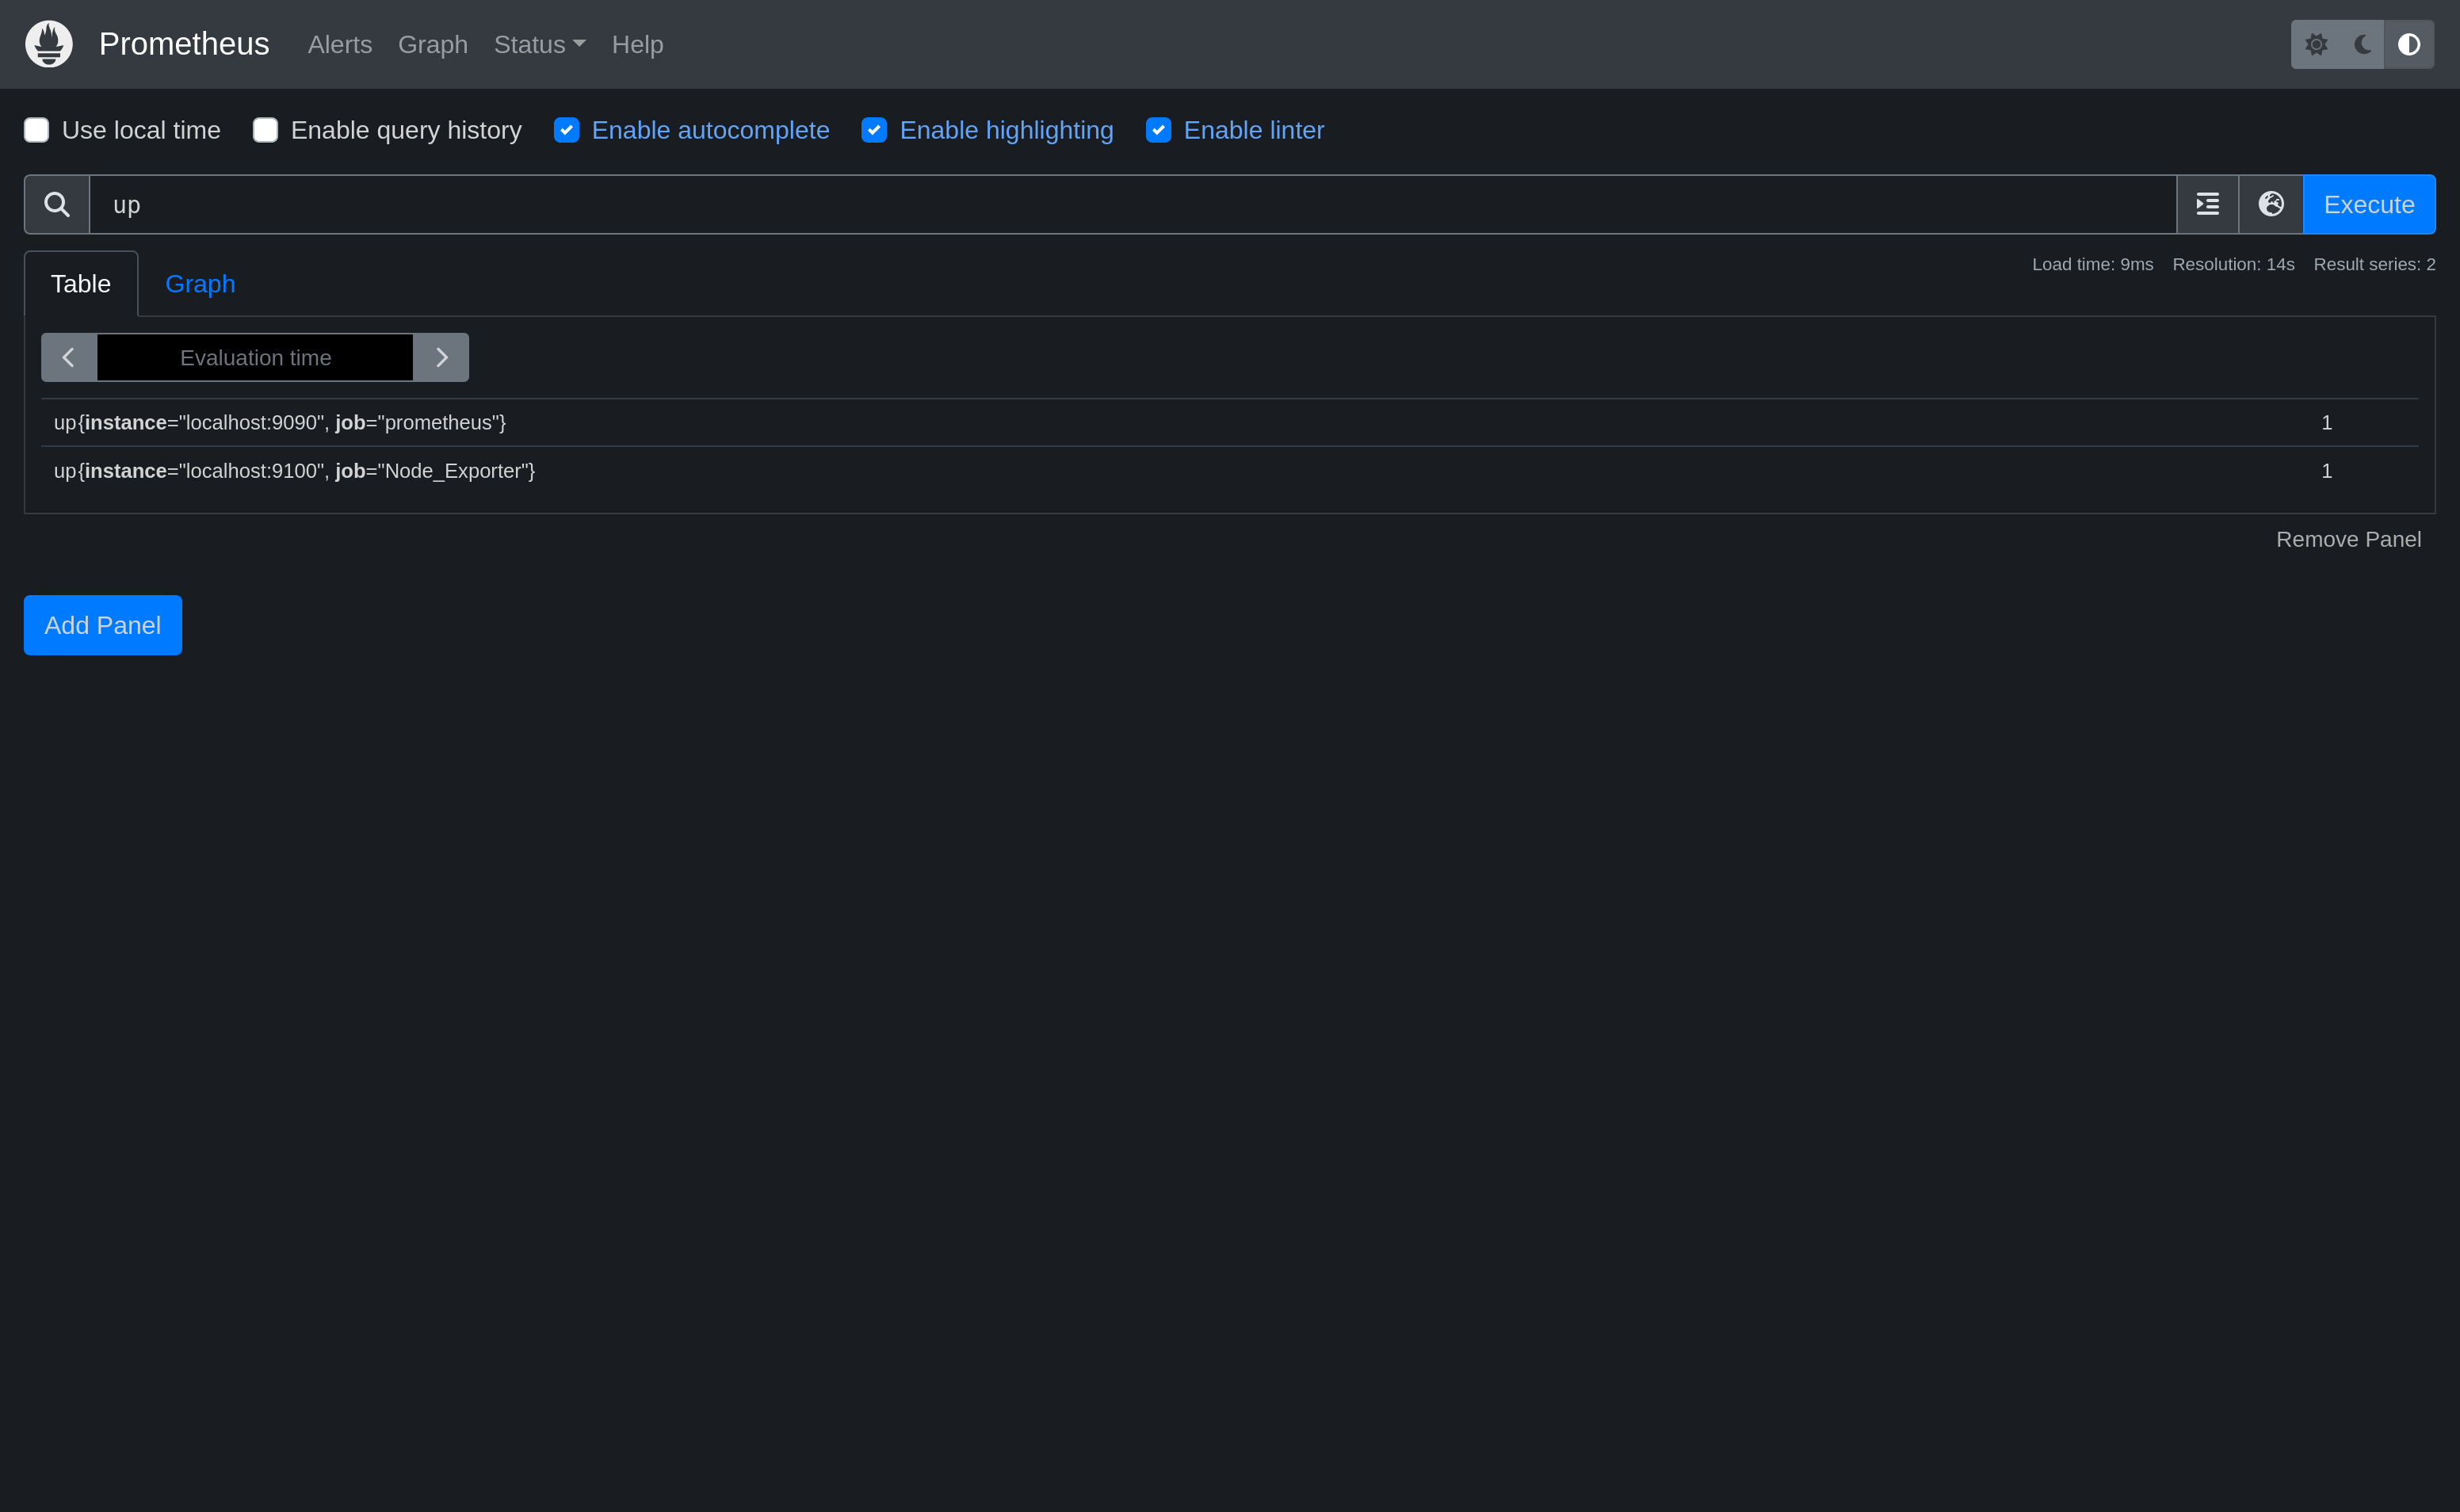 Prometheus Alerts Graph Status Help
Use local time Enable query history Enable autocomplete Enable highlighting Enable linter
up Execute
Table Graph Load time: 9ms Resolution: 14s Result series: 2
Evaluation time
up{instance="localhost:9090", job="prometheus"} 1
up{instance="localhost:9100", job="Node_Exporter"} 1
Remove Panel
Add Panel